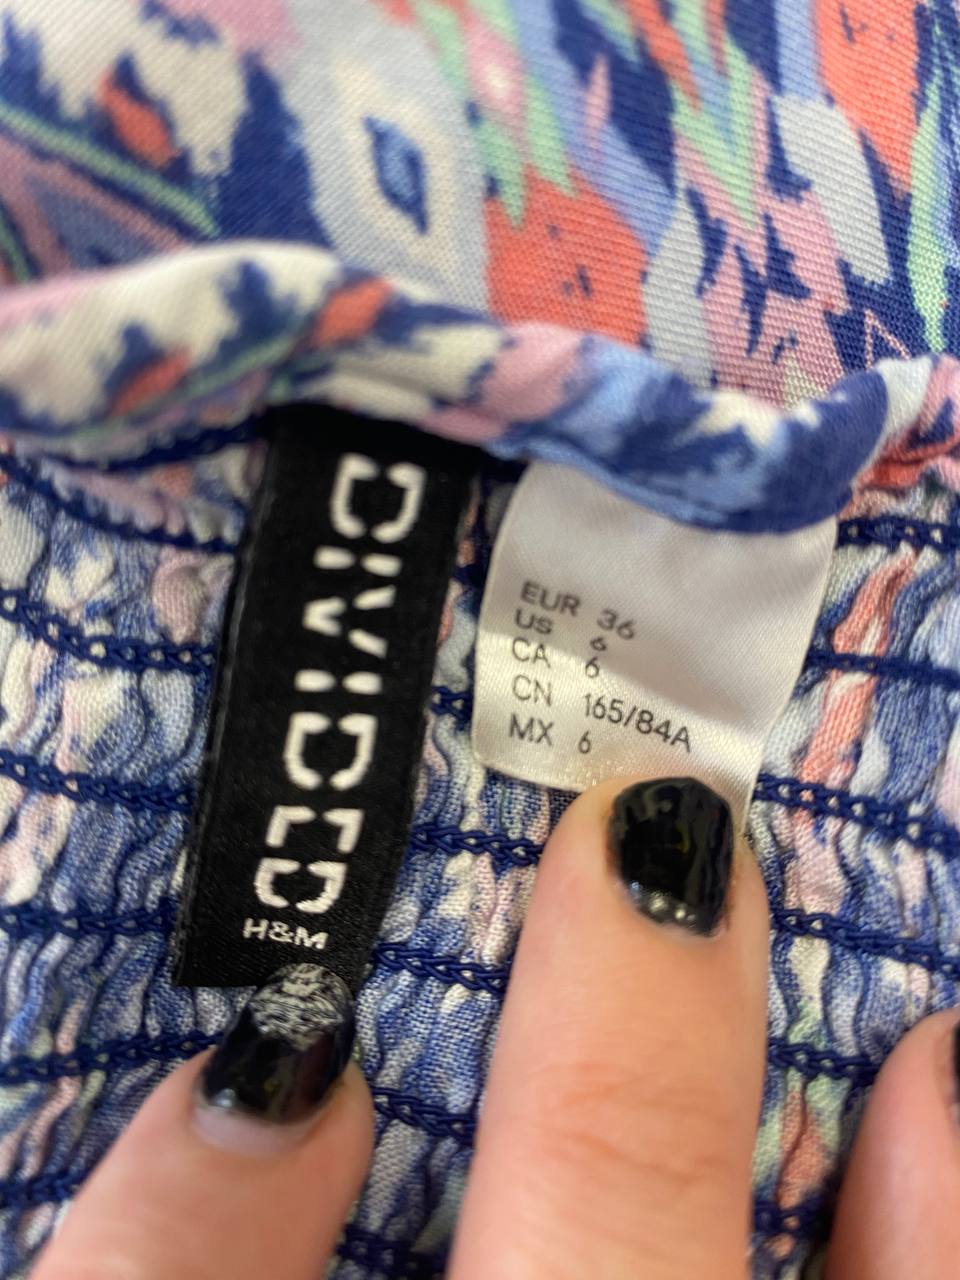 DIVIDED
H&M
EUR 36
US 6
CA 6
CN 165/84A
MX 6